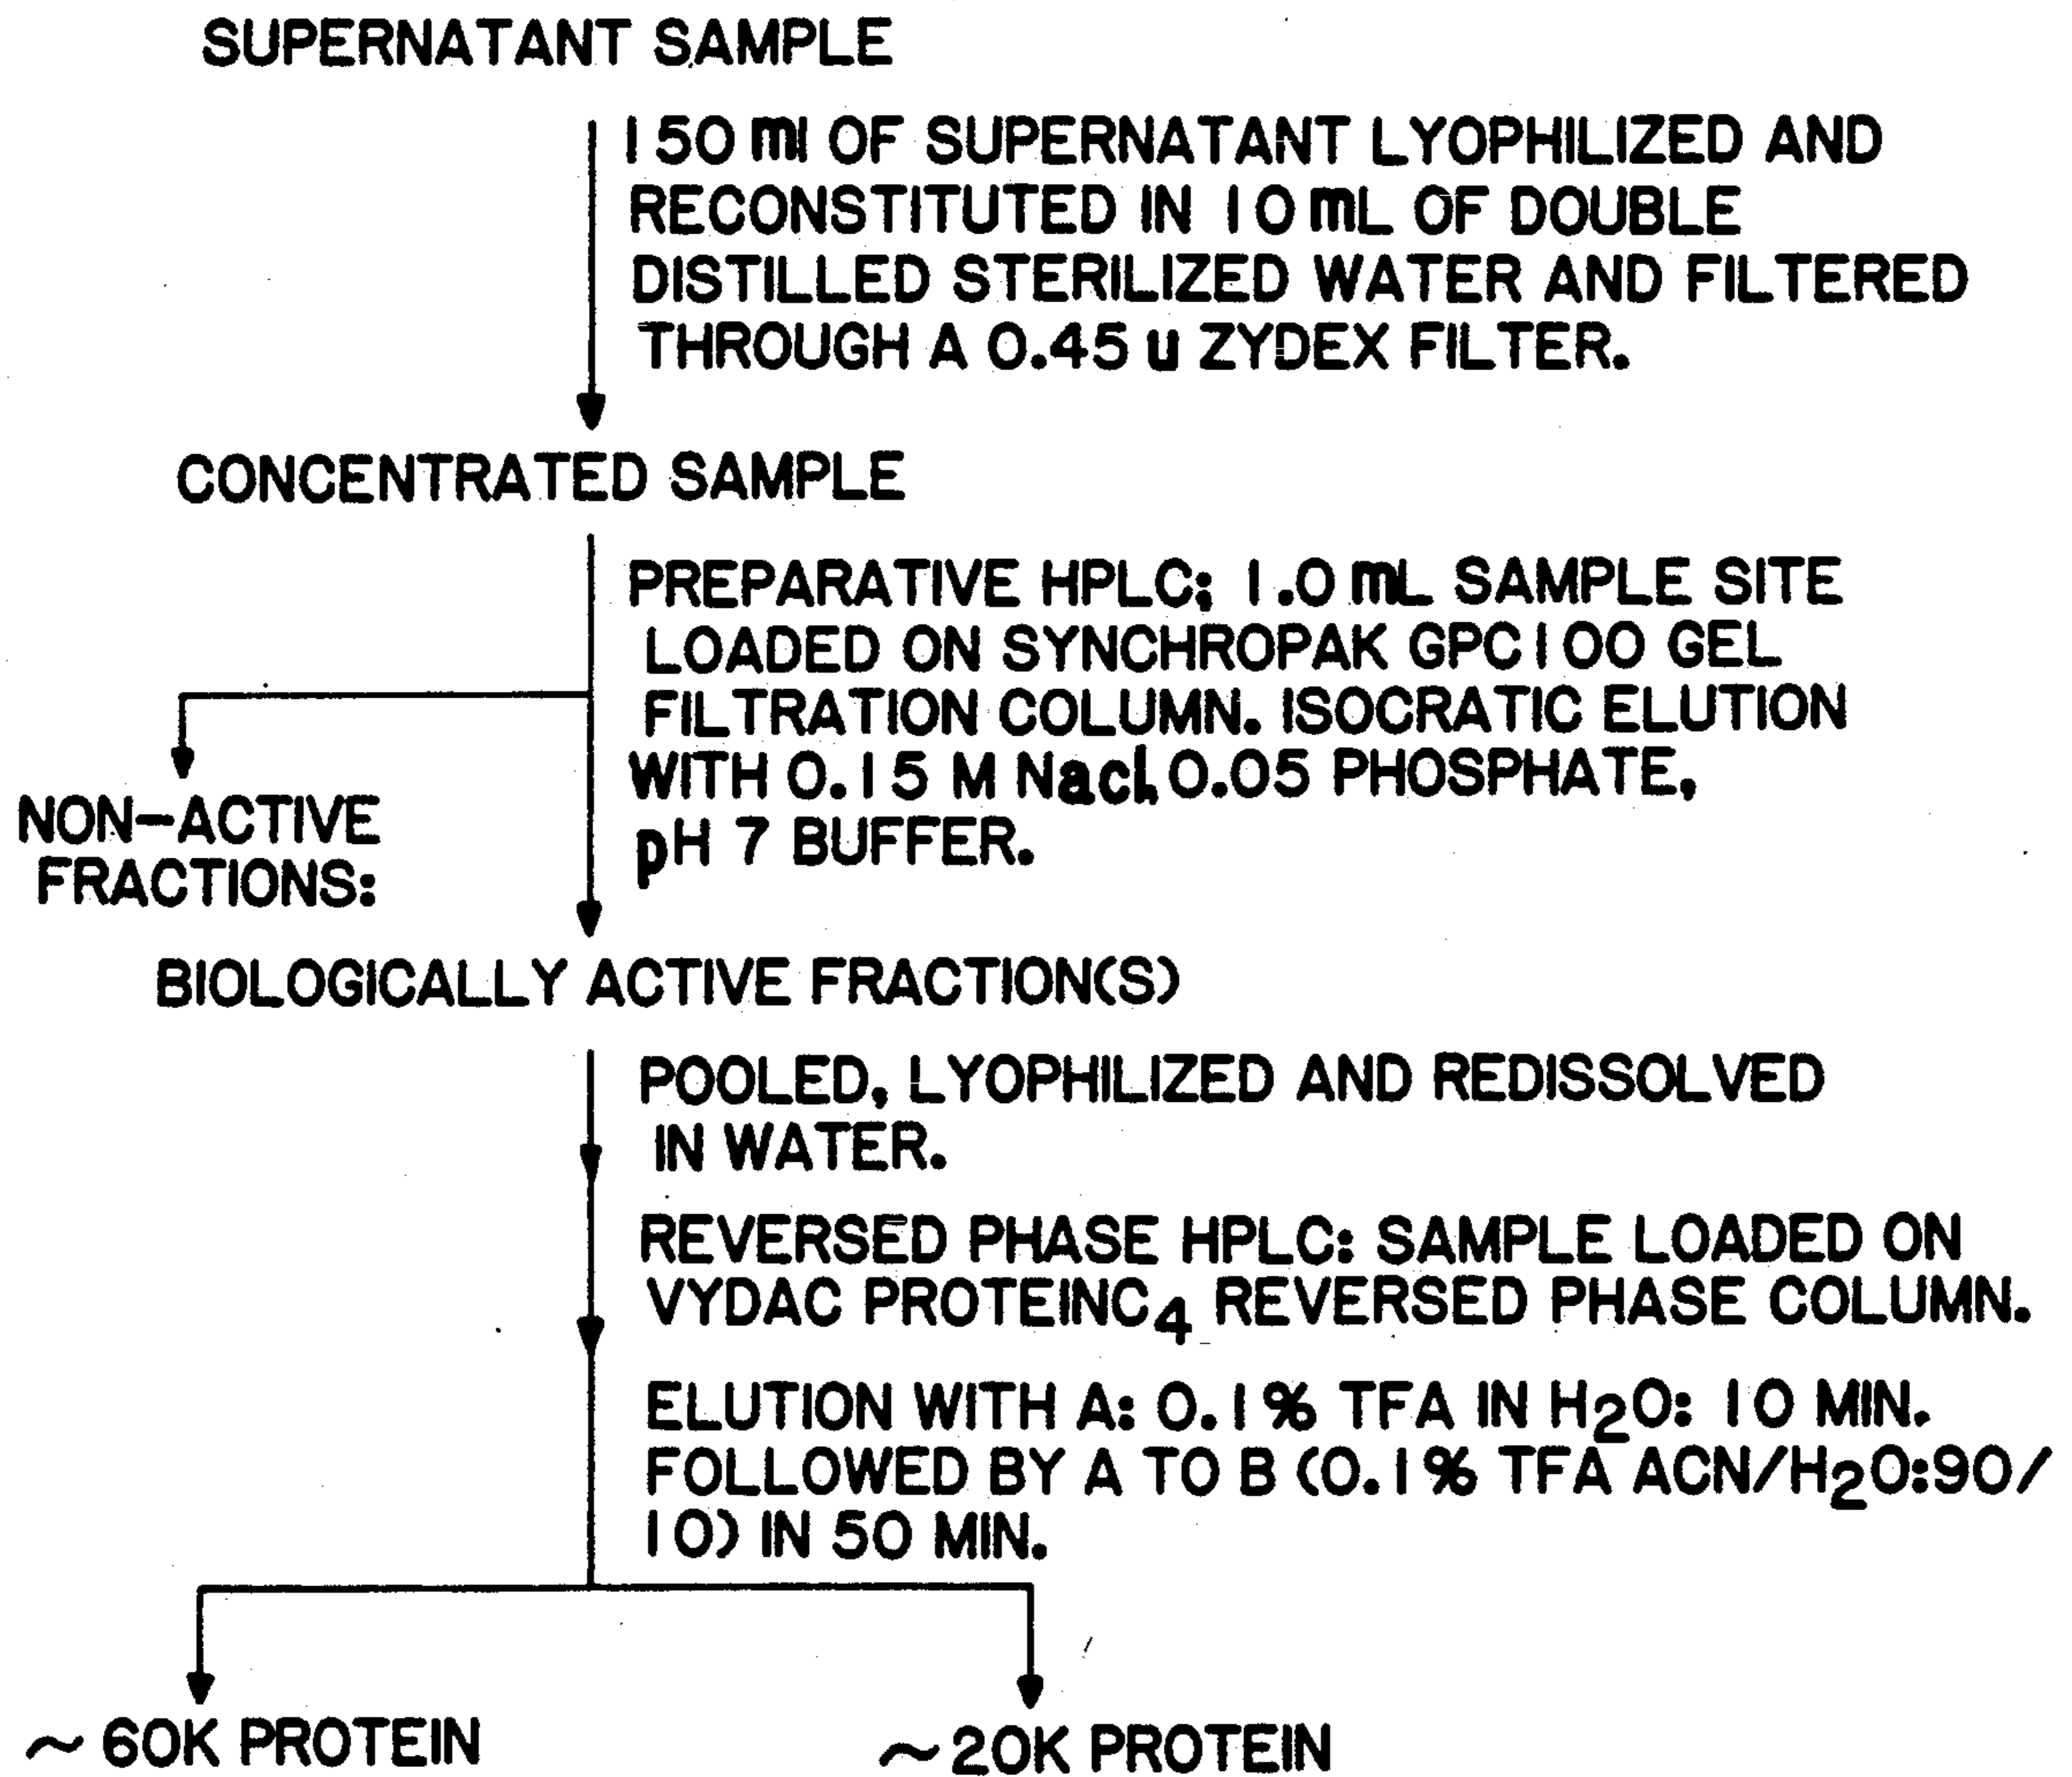 SUPERNATANT SAMPLE
150 ml OF SUPERNATANT LYOPHILIZED AND
RECONSTITUTED IN 10 mL OF DOUBLE
DISTILLED STERILIZED WATER AND FILTERED
THROUGH A 0.45 u ZYDEX FILTER.
CONCENTRATED SAMPLE
PREPARATIVE HPLC; 1.0 mL SAMPLE SITE
LOADED ON SYNCHROPAK GPC100 GEL
FILTRATION COLUMN. ISOCRATIC ELUTION
WITH 0.15 M Nacl, 0.05 PHOSPHATE,
pH 7 BUFFER.
NON-ACTIVE
FRACTIONS:
BIOLOGICALLY ACTIVE FRACTION(S)
POOLED, LYOPHILIZED AND REDISSOLVED
IN WATER.
REVERSED PHASE HPLC: SAMPLE LOADED ON
VYDAC PROTEINC4 REVERSED PHASE COLUMN.
ELUTION WITH A: 0.1% TFA IN H2O: 10 MIN.
FOLLOWED BY A TO B (0.1% TFA ACN/H2O:90/
10) IN 50 MIN.
~60K PROTEIN
~20K PROTEIN